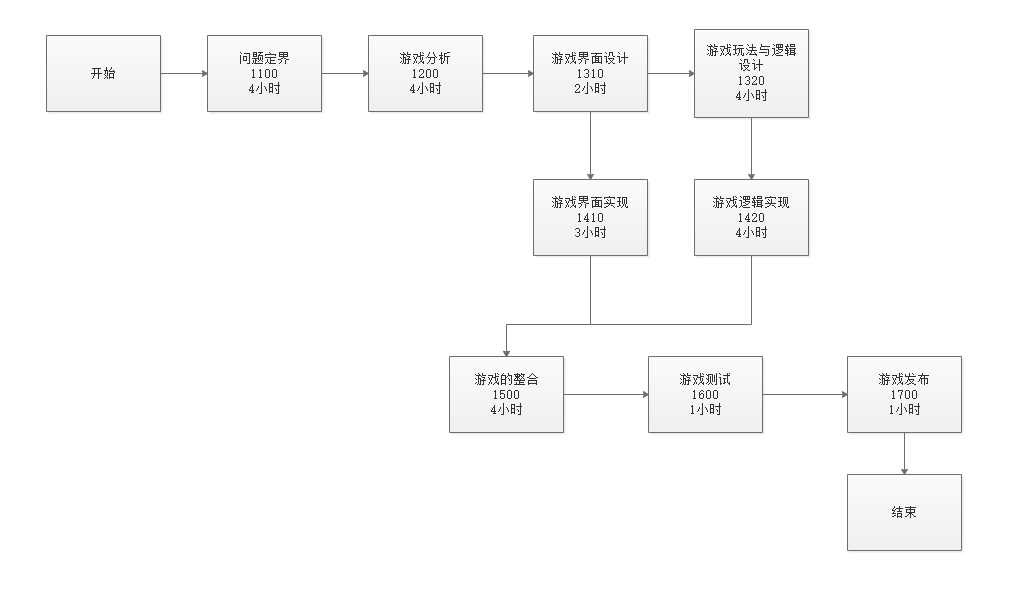 开始
问题定界
1100
4小时
游戏分析
1200
4小时
游戏界面设计
1310
2小时
游戏玩法与逻辑
设计
1320
4小时
游戏界面实现
1410
3小时
游戏逻辑实现
1420
4小时
游戏的整合
1500
4小时
游戏测试
1600
1小时
游戏发布
1700
1小时
结束